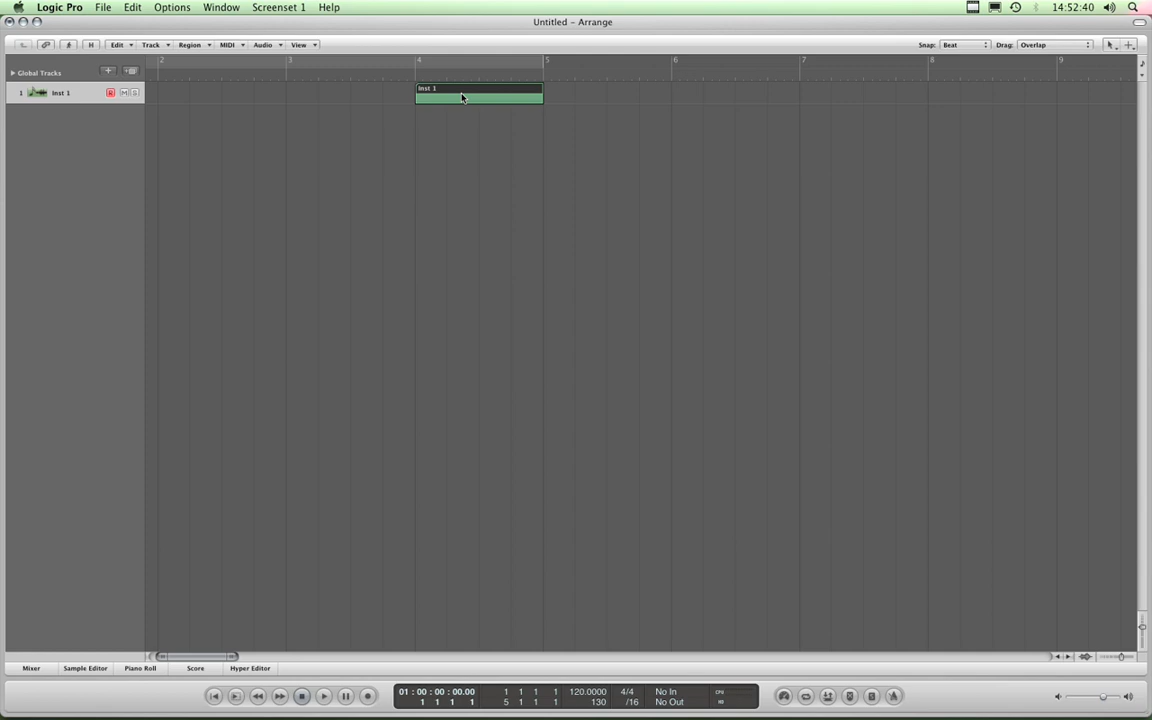 Logic Pro File Edit Options Window Screenset 1 Help 14:52:40
Untitled – Arrange
H Edit Track Region MIDI Audio View Snap: Beat Drag: Overlap
2 3 4 5 6 7 8 9
Global Tracks
1 Inst 1 R M S Inst 1
Mixer Sample Editor Piano Roll Score Hyper Editor
01 : 00 : 00 : 00.00 1 1 1 1 120.0000 4/4 No In CPU
1 1 1 1 5 1 1 1 130 /16 No Out